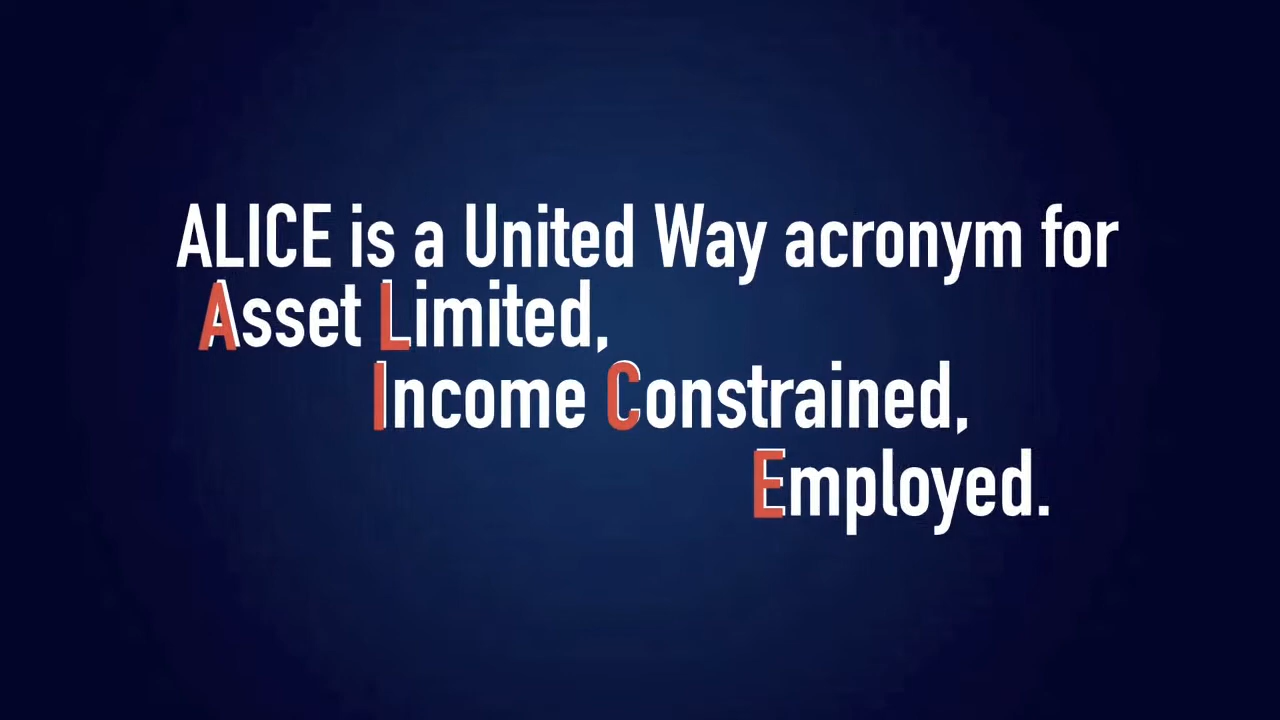 ALICE is a United Way acronym for
Asset Limited,
Income Constrained,
Employed.